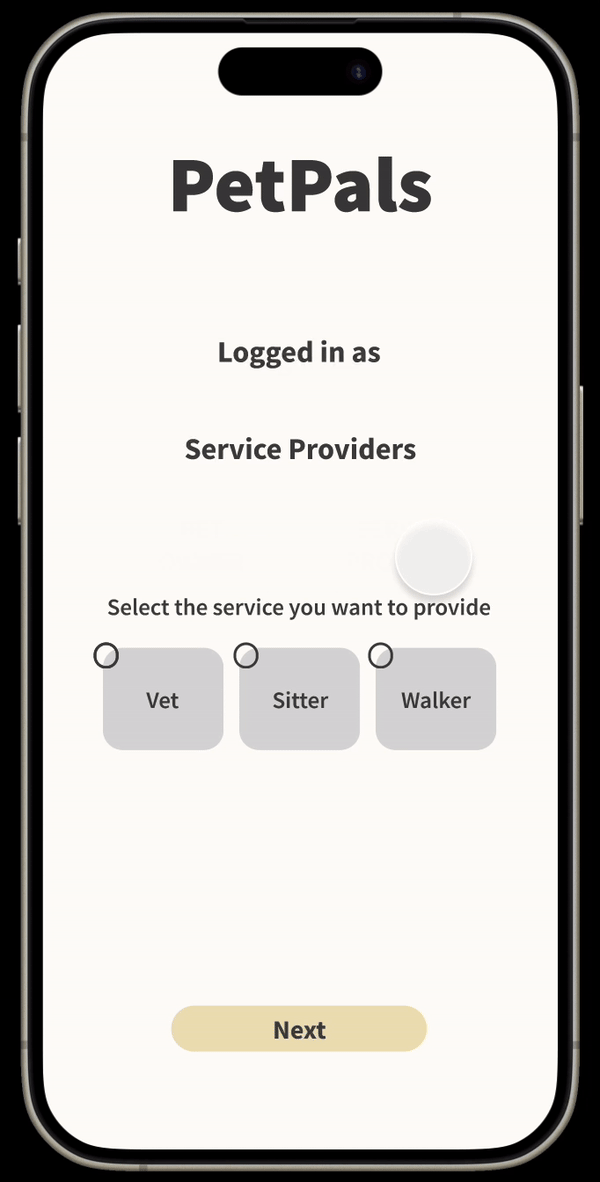 PetPals
Logged in as
Service Providers
Select the service you want to provide
Vet Sitter Walker
Next